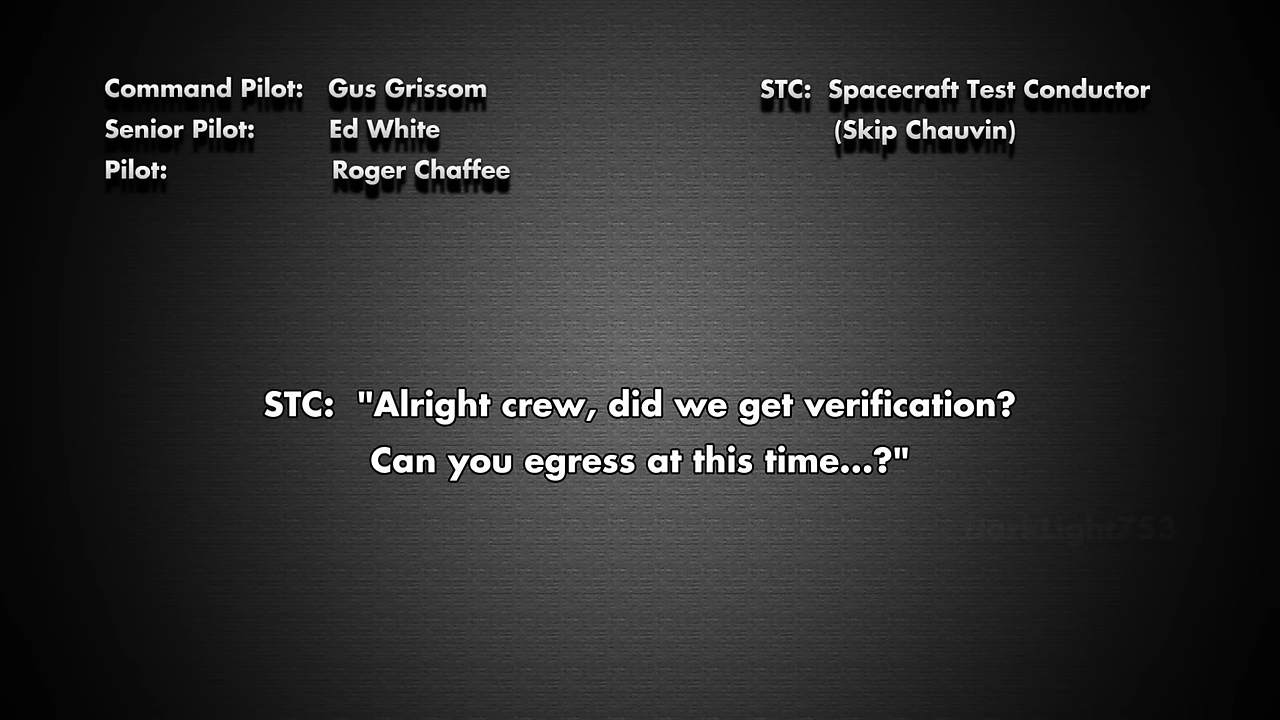 Command Pilot: Gus Grissom
Senior Pilot: Ed White
Pilot: Roger Chaffee
STC: Spacecraft Test Conductor
(Skip Chauvin)
STC: "Alright crew, did we get verification?
Can you egress at this time...?"
DarkLight753